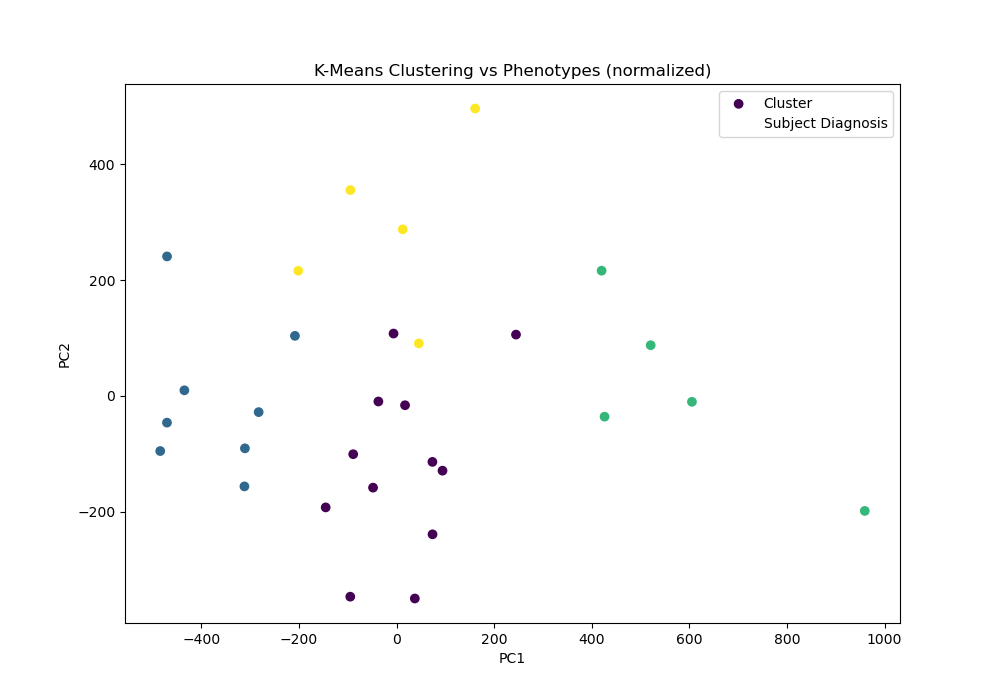 K-Means Clustering vs Phenotypes (normalized)
Cluster
Subject Diagnosis
400
200
0
−200
PC2
−400
−200
0
200
400
600
800
1000
PC1